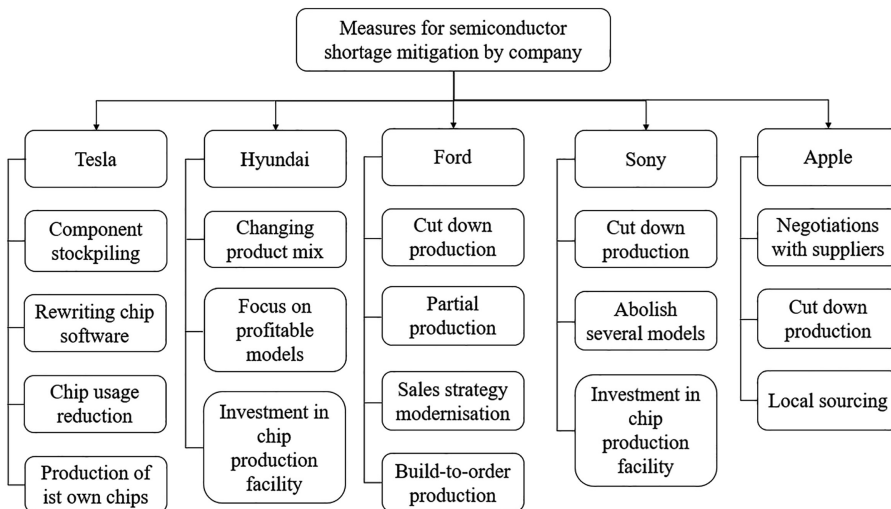 Measures for semiconductor
shortage mitigation by company
Tesla
Component
stockpiling
Rewriting chip
software
Chip usage
reduction
Production of
ist own chips
Hyundai
Changing
product mix
Focus on
profitable
models
Investment in
chip
production
facility
Ford
Cut down
production
Partial
production
Sales strategy
modernisation
Build-to-order
production
Sony
Cut down
production
Abolish
several models
Investment in
chip
production
facility
Apple
Negotiations
with suppliers
Cut down
production
Local sourcing